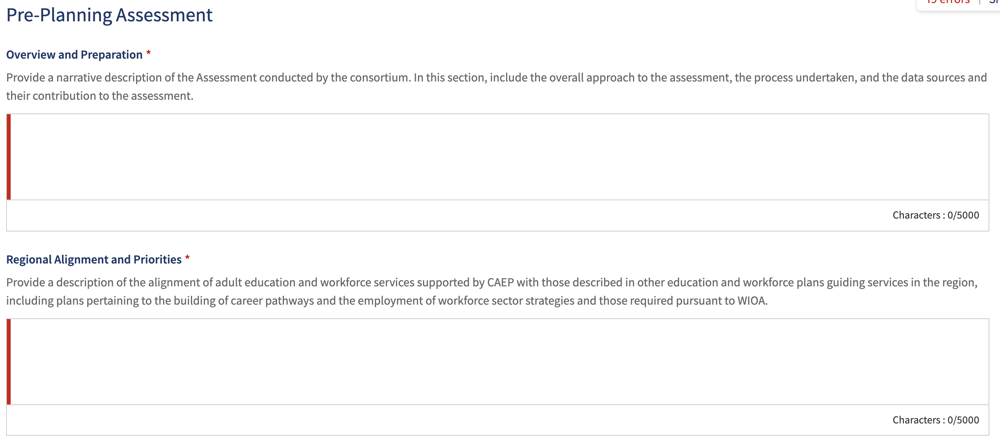 19 errors
Pre-Planning Assessment
Overview and Preparation *
Provide a narrative description of the Assessment conducted by the consortium. In this section, include the overall approach to the assessment, the process undertaken, and the data sources and
their contribution to the assessment.
Characters : 0/5000
Regional Alignment and Priorities *
Provide a description of the alignment of adult education and workforce services supported by CAEP with those described in other education and workforce plans guiding services in the region,
including plans pertaining to the building of career pathways and the employment of workforce sector strategies and those required pursuant to WIOA.
Characters : 0/5000